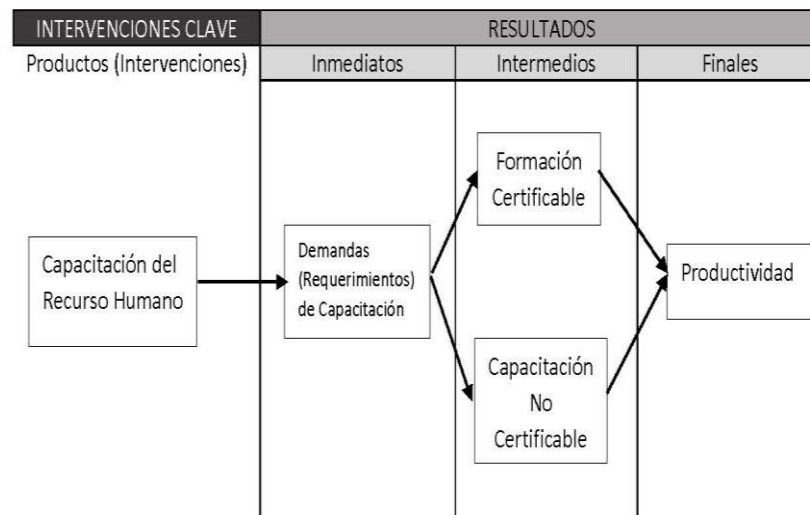 INTERVENCIONES CLAVE
RESULTADOS
Productos (Intervenciones)
Inmediatos
Intermedios
Finales
Capacitación del
Recurso Humano
Demandas
(Requerimientos)
de Capacitación
Formación
Certificable
Capacitación
No
Certificable
Productividad